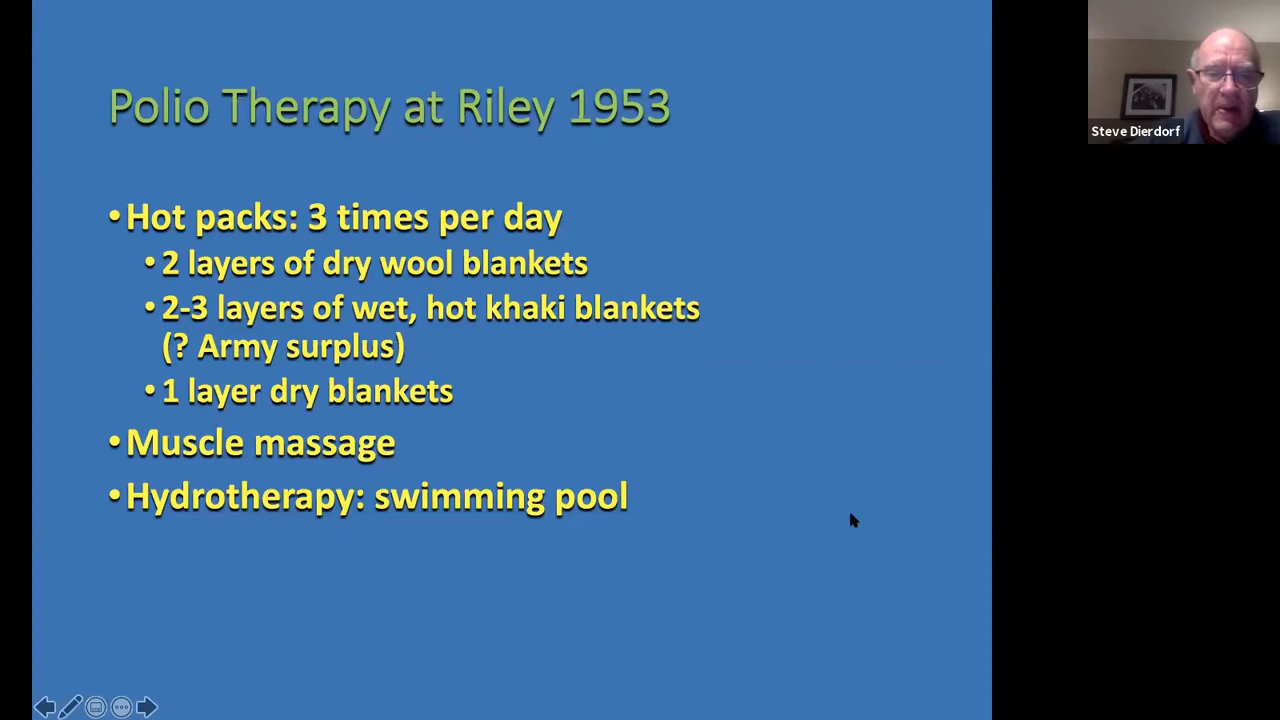 Polio Therapy at Riley 1953
•Hot packs: 3 times per day
•2 layers of dry wool blankets
•2-3 layers of wet, hot khaki blankets
(? Army surplus)
•1 layer dry blankets
•Muscle massage
•Hydrotherapy: swimming pool
Steve Dierdorf